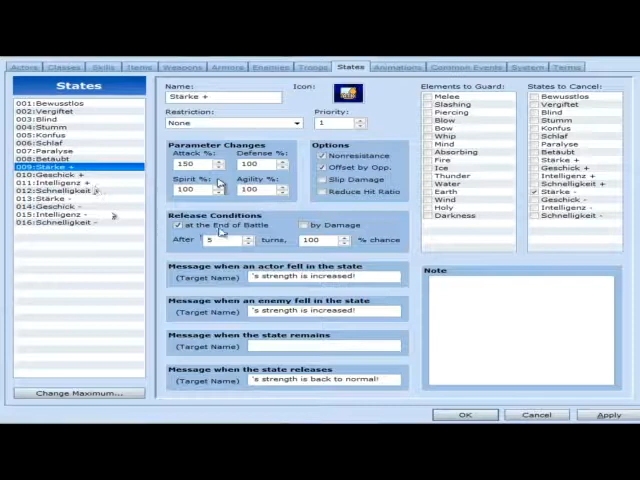 Actors Classes Skills Items Weapons Armors Enemies Troops States Animations Common Events System Terms
States
001:Bewusstlos
002:Vergiftet
003:Blind
004:Stumm
005:Konfus
006:Schlaf
007:Paralyse
008:Betäubt
009:Stärke +
010:Geschick +
011:Intelligenz +
012:Schnelligkeit +
013:Stärke -
014:Geschick -
015:Intelligenz -
016:Schnelligkeit -
Change Maximum...
Name:
Stärke +
Icon:
Restriction:
None
Priority:
1
Parameter Changes
Attack %:
150
Defense %:
100
Spirit %:
100
Agility %:
100
Options
Nonresistance
Offset by Opp.
Slip Damage
Reduce Hit Ratio
Release Conditions
at the End of Battle
by Damage
After 5 turns, 100 % chance
Message when an actor fell in the state
(Target Name) 's strength is increased!
Message when an enemy fell in the state
(Target Name) 's strength is increased!
Message when the state remains
(Target Name)
Message when the state releases
(Target Name) 's strength is back to normal!
Elements to Guard:
Melee
Slashing
Piercing
Blow
Bow
Whip
Mind
Absorbing
Fire
Ice
Thunder
Water
Earth
Wind
Holy
Darkness
States to Cancel:
Bewusstlos
Vergiftet
Blind
Stumm
Konfus
Schlaf
Paralyse
Betäubt
Stärke +
Geschick +
Intelligenz +
Schnelligkeit +
Stärke -
Geschick -
Intelligenz -
Schnelligkeit -
Note
OK
Cancel
Apply